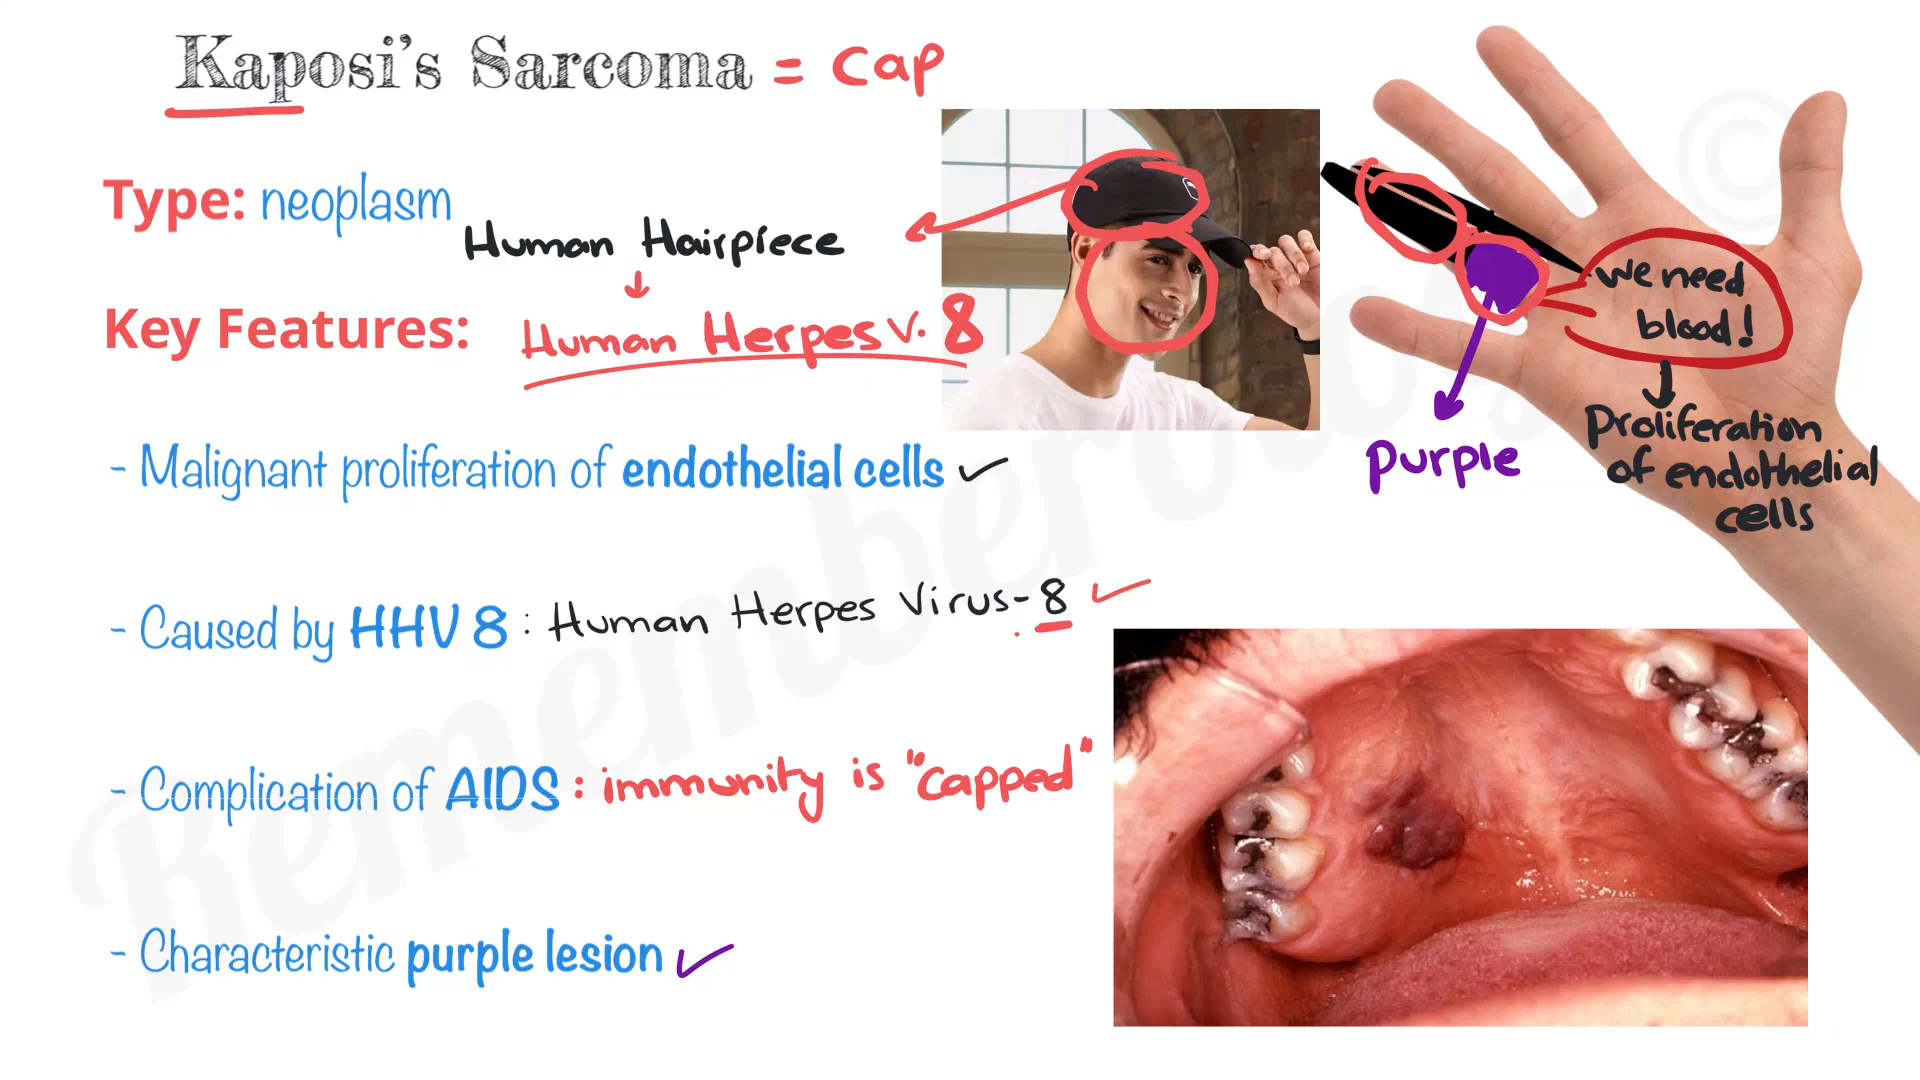 Kaposi's Sarcoma = cap
Type: neoplasm
Human Hairpiece
Key Features:
Human Herpes v. 8
- Malignant proliferation of endothelial cells
- Caused by HHV 8 : Human Herpes Virus-8
- Complication of AIDS : immunity is "capped"
- Characteristic purple lesion
we need
blood!
purple
Proliferation
of endothelial
cells
©
Rememberology